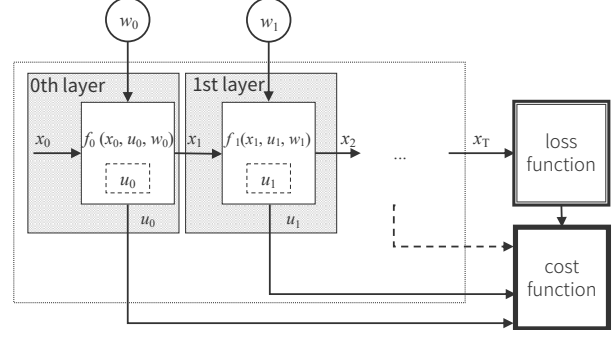 w₀
w₁
0th layer
1st layer
x₀
f₀ (x₀, u₀, w₀)
x₁
f₁(x₁, u₁, w₁)
x₂
...
x_T
loss
function
u₀
u₁
u₀
u₁
cost
function